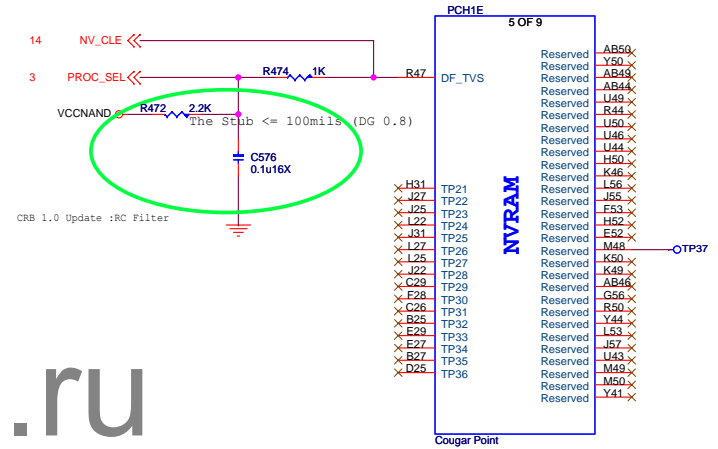 PCH1E
5 OF 9
14 NV_CLE
3 PROC_SEL
R474 1K
R47 DF_TVS
VCCNAND R472 2.2K
The Stub <= 100mils (DG 0.8)
C576
0.1u16X
CRB 1.0 Update :RC Filter
NVRAM
H31 TP21
J27 TP22
J25 TP23
L22 TP24
J31 TP25
L27 TP26
L25 TP27
J22 TP28
C29 TP29
F28 TP30
C26 TP31
B25 TP32
E29 TP33
E27 TP34
B27 TP35
D25 TP36
Reserved AB50
Reserved Y50
Reserved AB49
Reserved AB44
Reserved U49
Reserved R44
Reserved U50
Reserved U46
Reserved U44
Reserved H50
Reserved K46
Reserved L56
Reserved J55
Reserved F53
Reserved H52
Reserved E52
Reserved M48 TP37
Reserved K50
Reserved K49
Reserved AB46
Reserved G56
Reserved R50
Reserved Y44
Reserved L53
Reserved J57
Reserved U43
Reserved M49
Reserved M50
Reserved Y41
Cougar Point
.ru